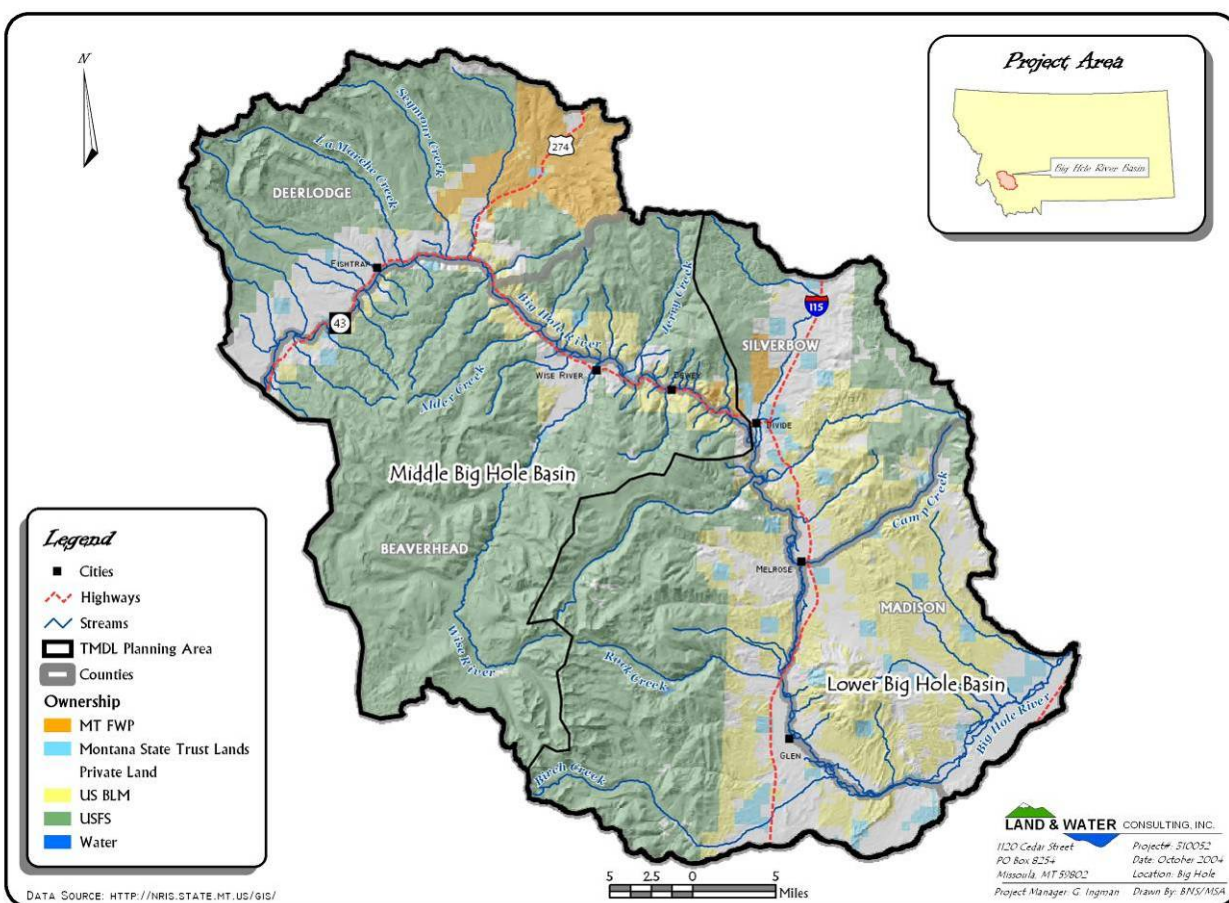 N
Project Area
Big Hole River Basin
Seymour Creek
La Marche Creek
274
DEERLODGE
FISHTRAP
43
Big Hole River
Jerry Creek
115
SILVERBOW
WISE RIVER
DEWEY
Alder Creek
DIVIDE
Middle Big Hole Basin
Camp Creek
BEAVERHEAD
MELROSE
MADISON
Wise River
Rock Creek
Lower Big Hole Basin
Big Hole River
GLEN
Birch Creek
Legend
Cities
Highways
Streams
TMDL Planning Area
Counties
Ownership
MT FWP
Montana State Trust Lands
Private Land
US BLM
USFS
Water
DATA SOURCE: HTTP://NRIS.STATE.MT.US/GIS/
5 2.5 0 5
Miles
LAND & WATER CONSULTING, INC.
1120 Cedar Street
PO Box 8254
Missoula, MT 59802
Project Manager: G. Ingman
Project#: 310052
Date: October 2004
Location: Big Hole
Drawn By: BNS/MSA